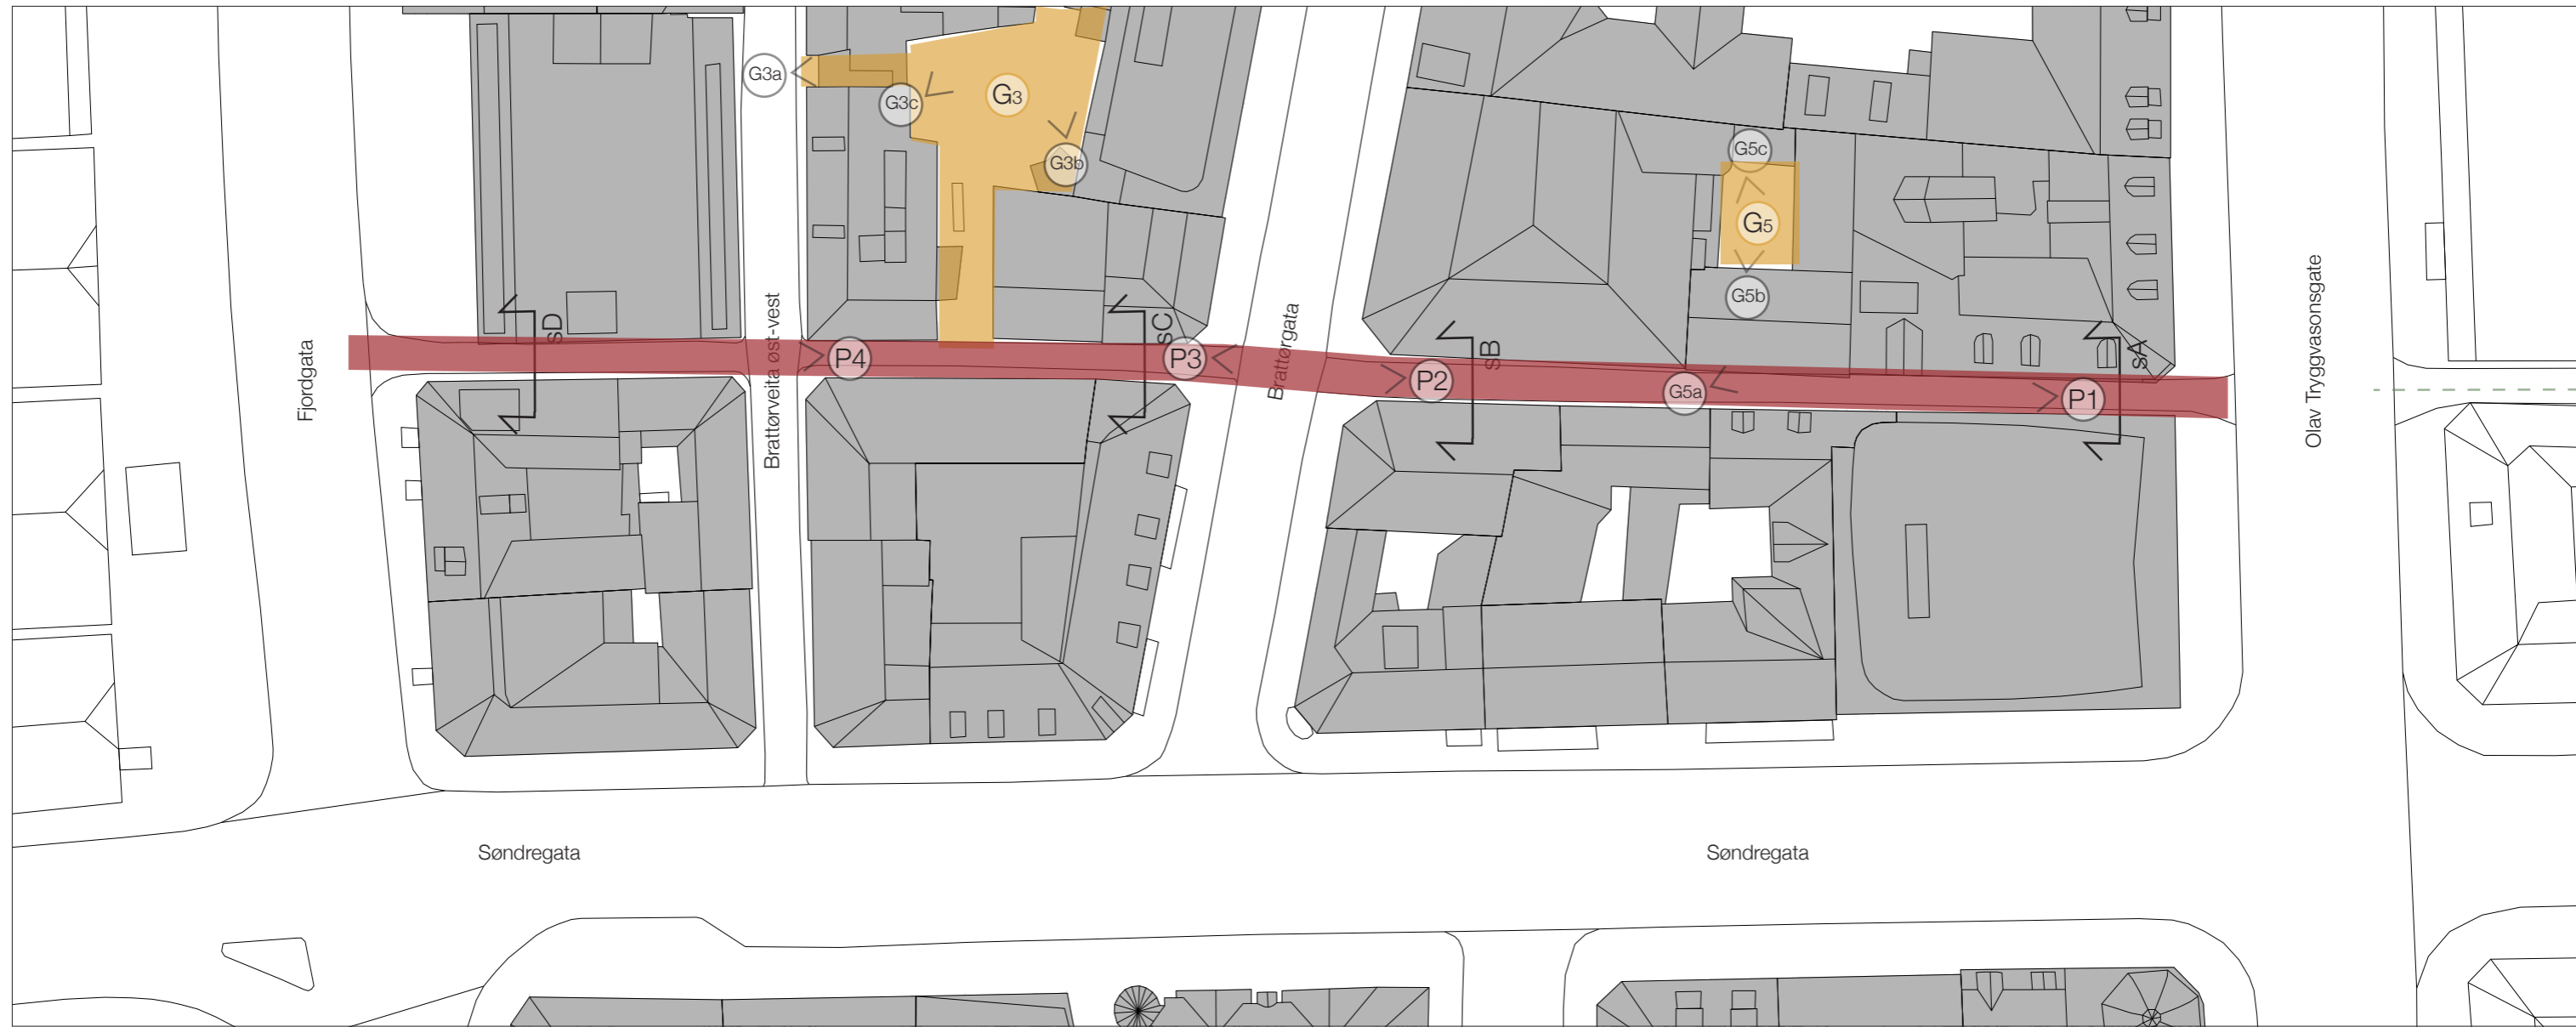 G3a
G3c
G3
G3b
G5c
G5
G5b
sD
sC
sB
sA
P4
P3
P2
G5a
P1
Fjordgata
Brattørveita øst-vest
Brattørgata
Olav Tryggvasonsgate
Søndregata
Søndregata